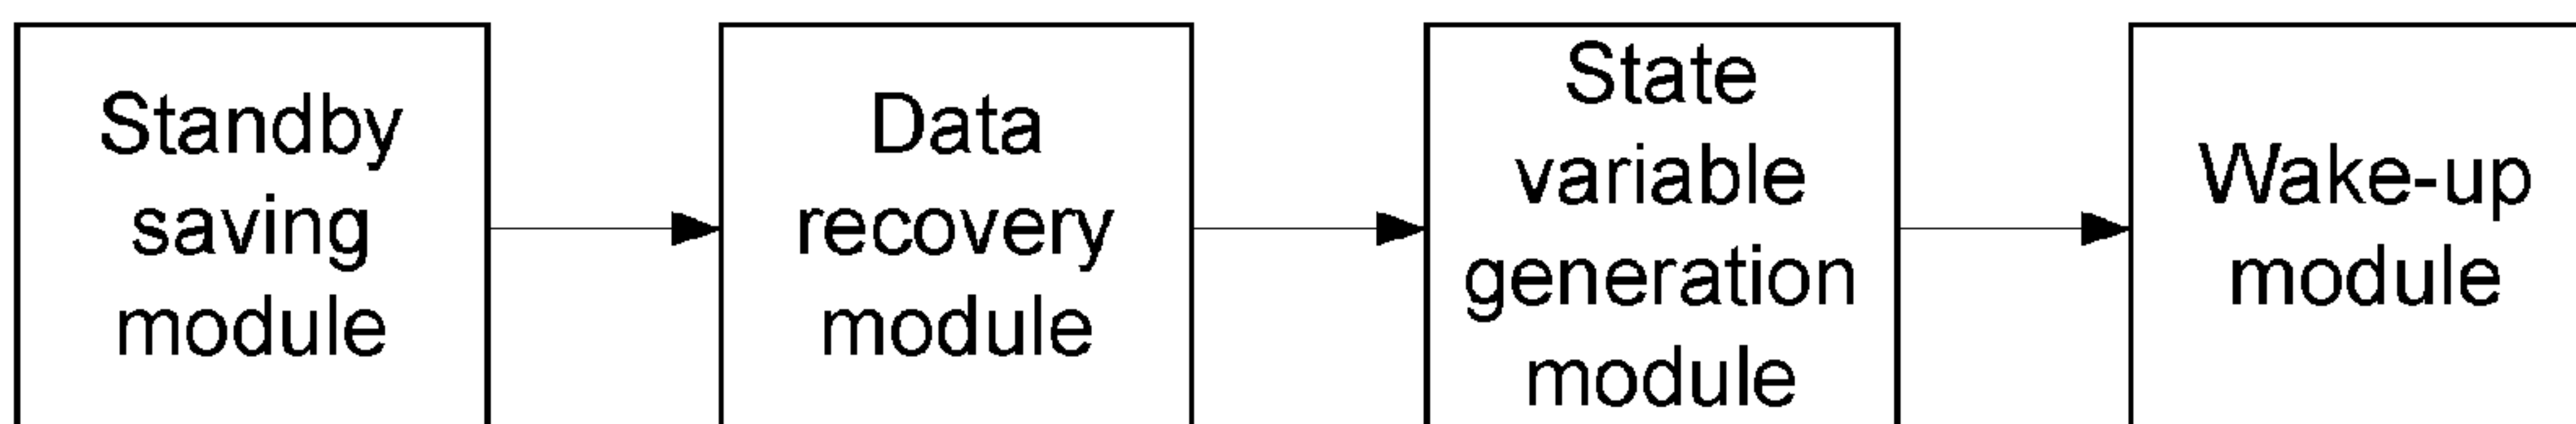 Standby
saving
module
Data
recovery
module
State
variable
generation
module
Wake-up
module